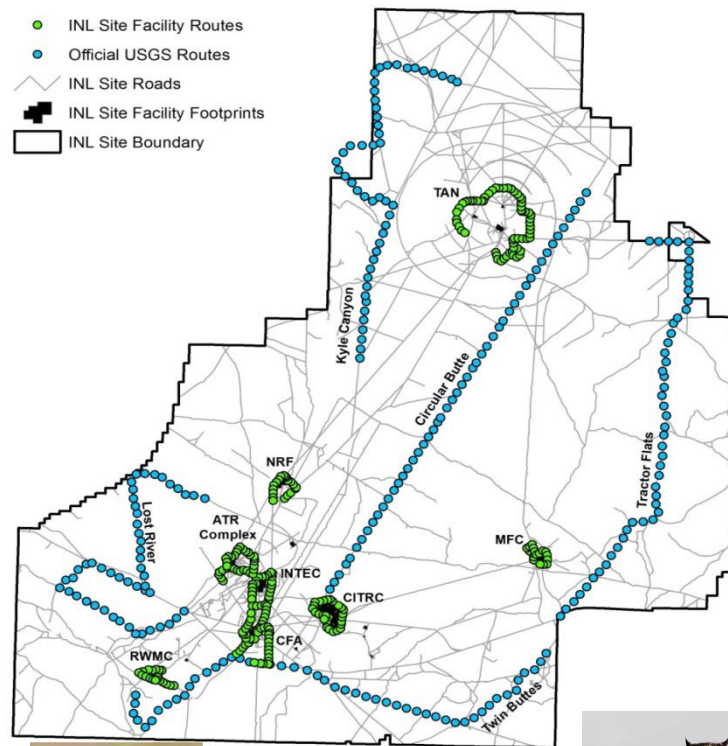 INL Site Facility Routes
Official USGS Routes
INL Site Roads
INL Site Facility Footprints
INL Site Boundary
TAN
Kyle Canyon
Circular Butte
Tractor Flats
NRF
Lost River
ATR
Complex
MFC
INTEC
CITRC
CFA
RWMC
Twin Buttes